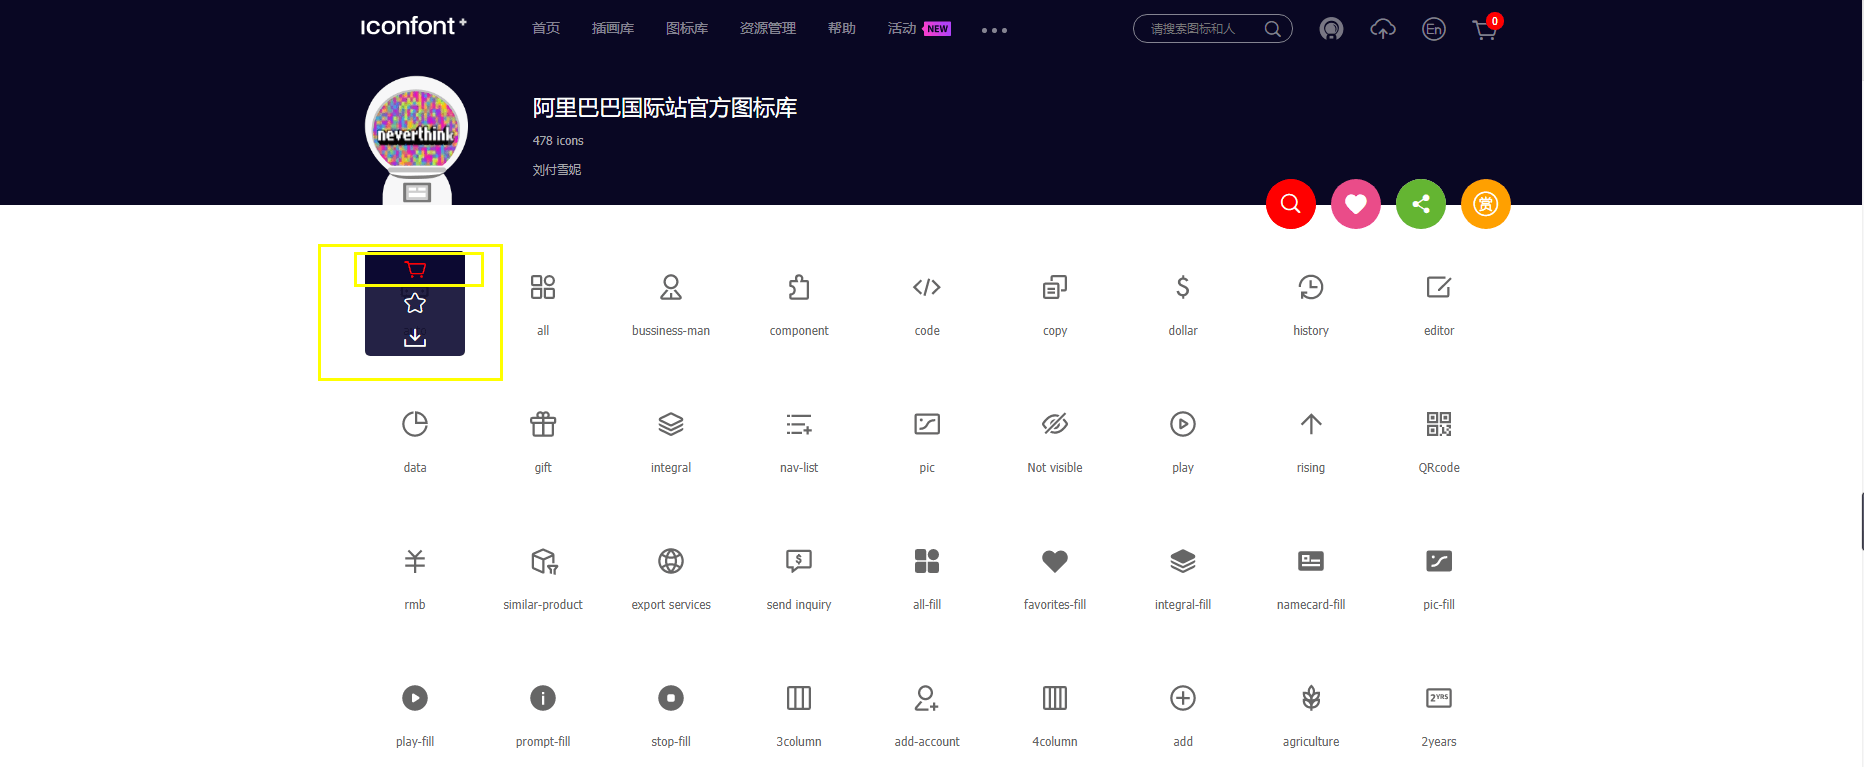 iconfont+
首页 插画库 图标库 资源管理 帮助 活动 NEW
请搜索图标和人
En
0
neverthink
阿里巴巴国际站官方图标库
478 icons
刘付雪妮
赏
all bussiness-man component code copy dollar history editor
data gift integral nav-list pic Not visible play rising QRcode
rmb similar-product export services send inquiry all-fill favorites-fill integral-fill namecard-fill pic-fill
2YRS
play-fill prompt-fill stop-fill 3column add-account 4column add agriculture 2years